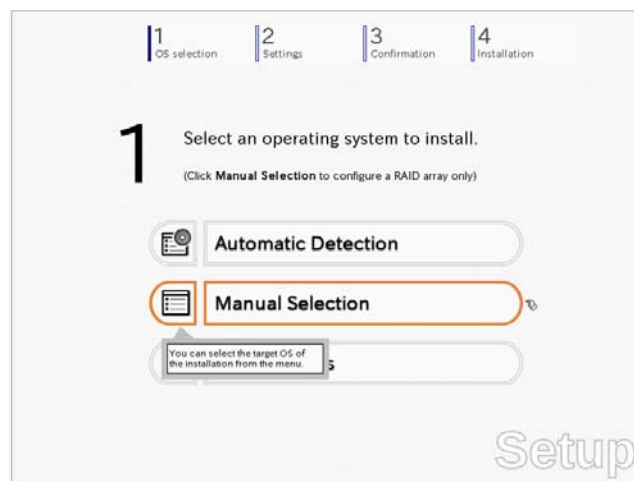 1
OS selection
2
Settings
3
Confirmation
4
Installation
1
Select an operating system to install.
(Click Manual Selection to configure a RAID array only)
Automatic Detection
Manual Selection
You can select the target OS of
the installation from the menu.
s
Setup